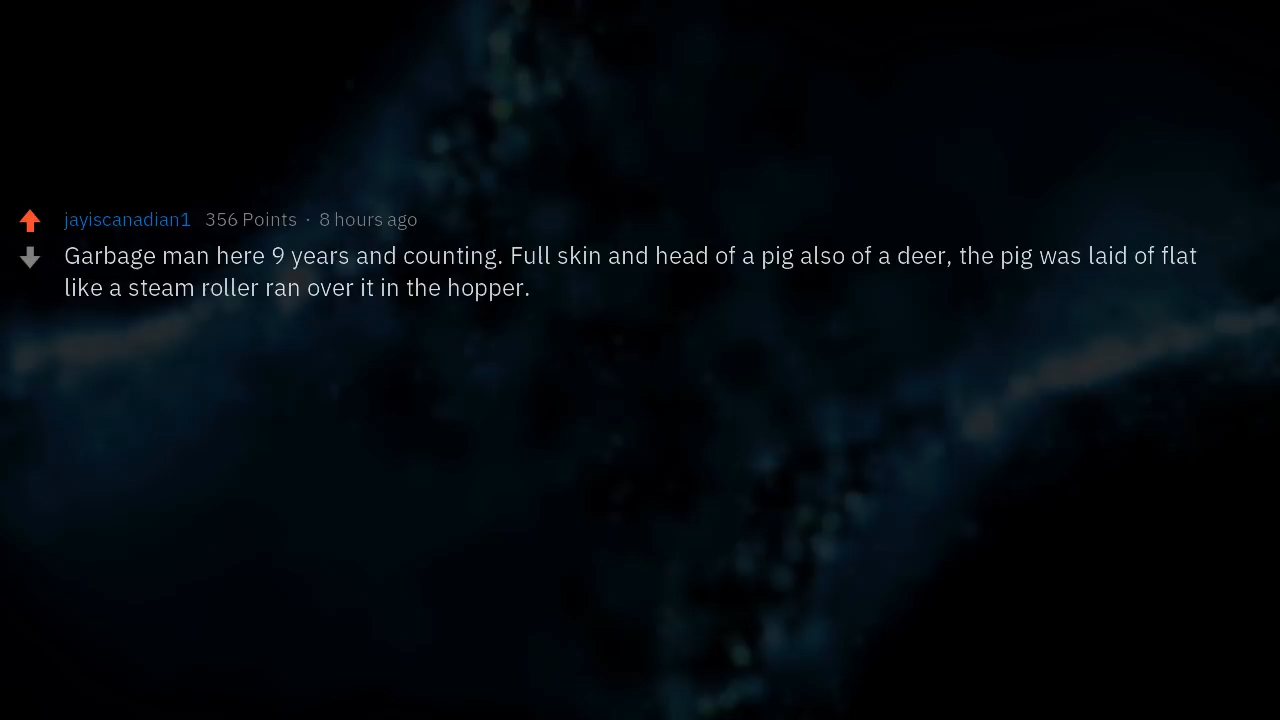 jayiscanadian1 356 Points · 8 hours ago
Garbage man here 9 years and counting. Full skin and head of a pig also of a deer, the pig was laid of flat
like a steam roller ran over it in the hopper.